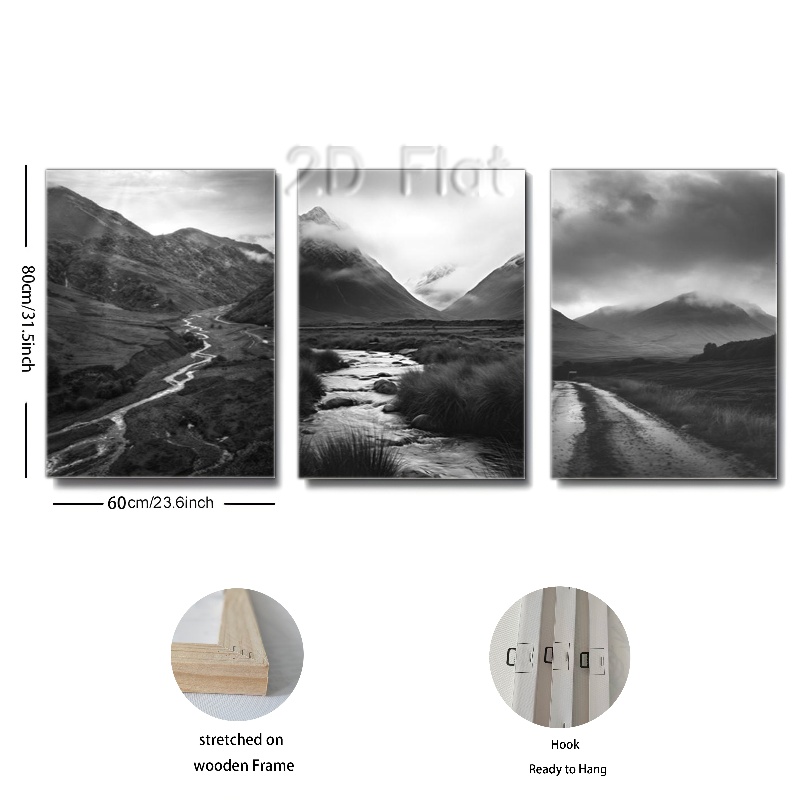 2D Flat
80cm/31.5inch
60cm/23.6inch
stretched on
wooden Frame
Hook
Ready to Hang